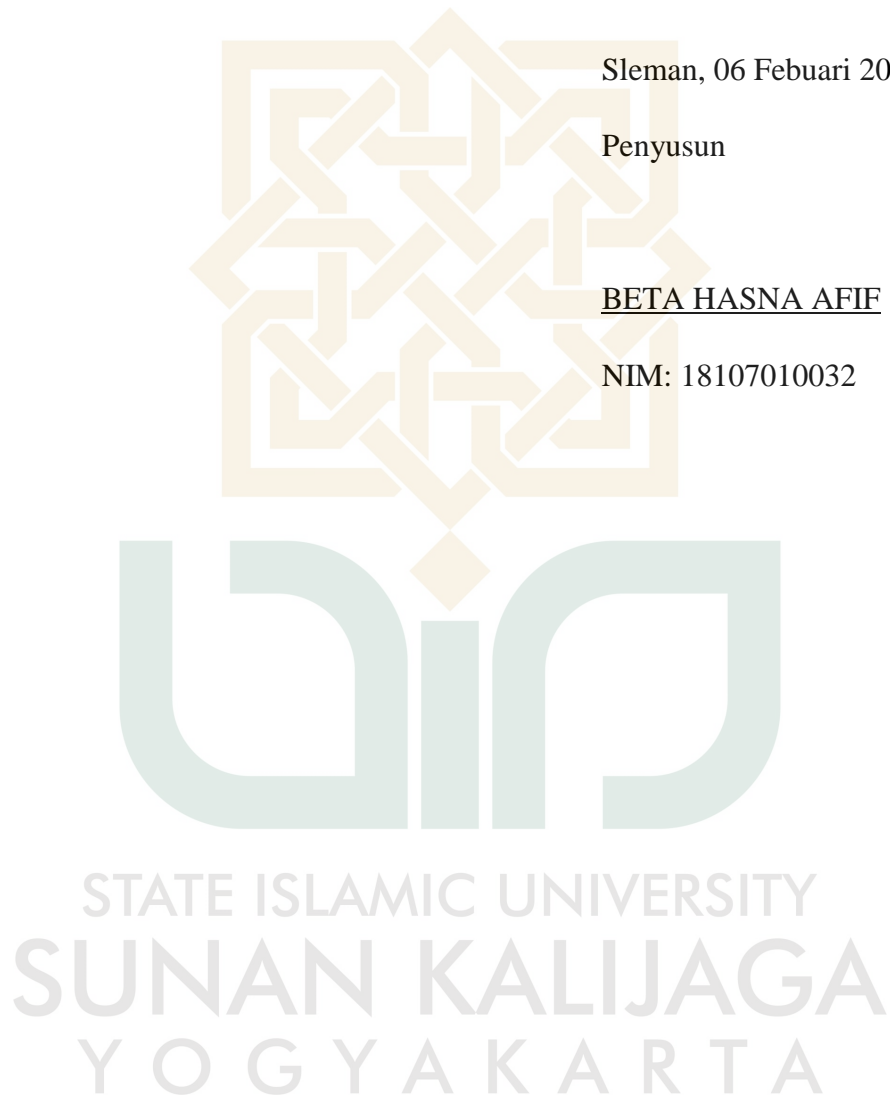 Sleman, 06 Febuari 20
Penyusun
BETA HASNA AFIF
NIM: 18107010032
STATE ISLAMIC UNIVERSITY
SUNAN KALIJAGA
YOGYAKARTA